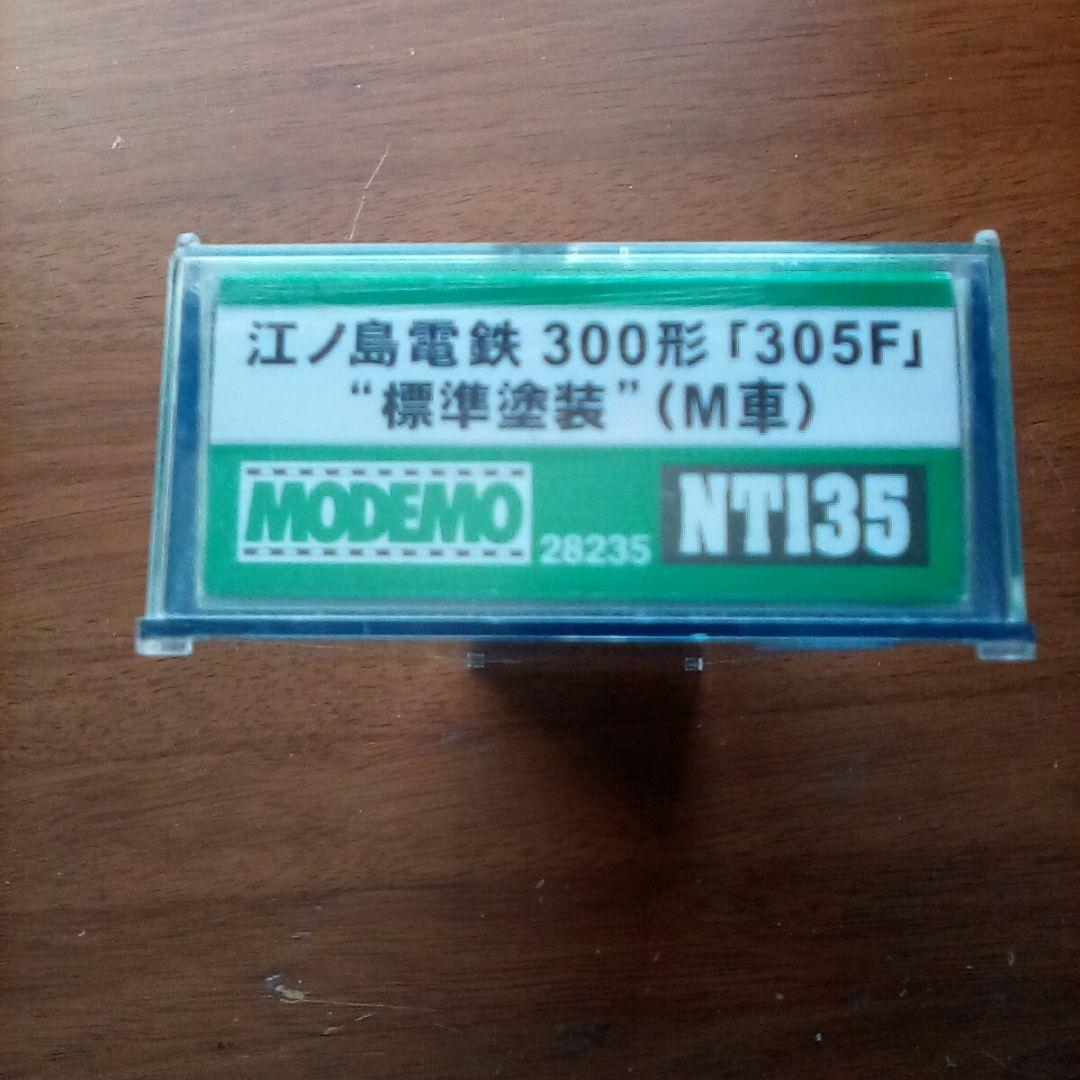 江ノ島電鉄 300形「305F」
“標準塗装”（M車）
MODEMO 28235 NT135